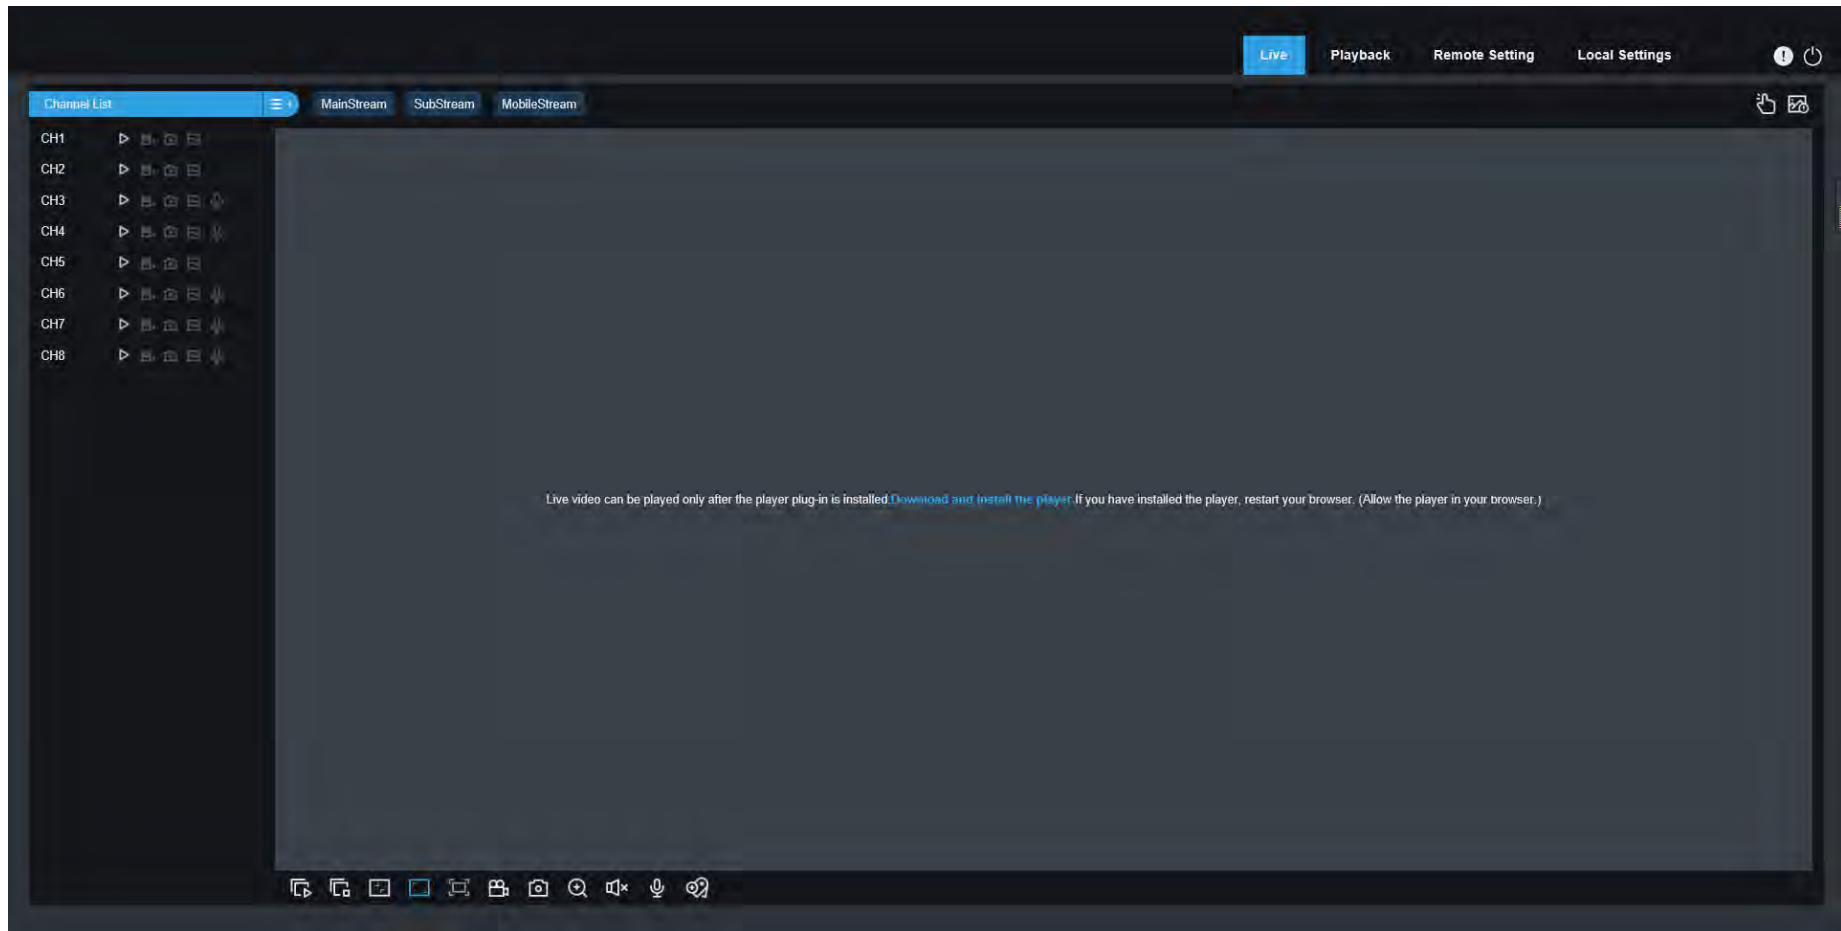 Live Playback Remote Setting Local Settings
Channel List MainStream SubStream MobileStream
CH1
CH2
CH3
CH4
CH5
CH6
CH7
CH8
Live video can be played only after the player plug-in is installed.Download and install the player.If you have installed the player, restart your browser. (Allow the player in your browser.)